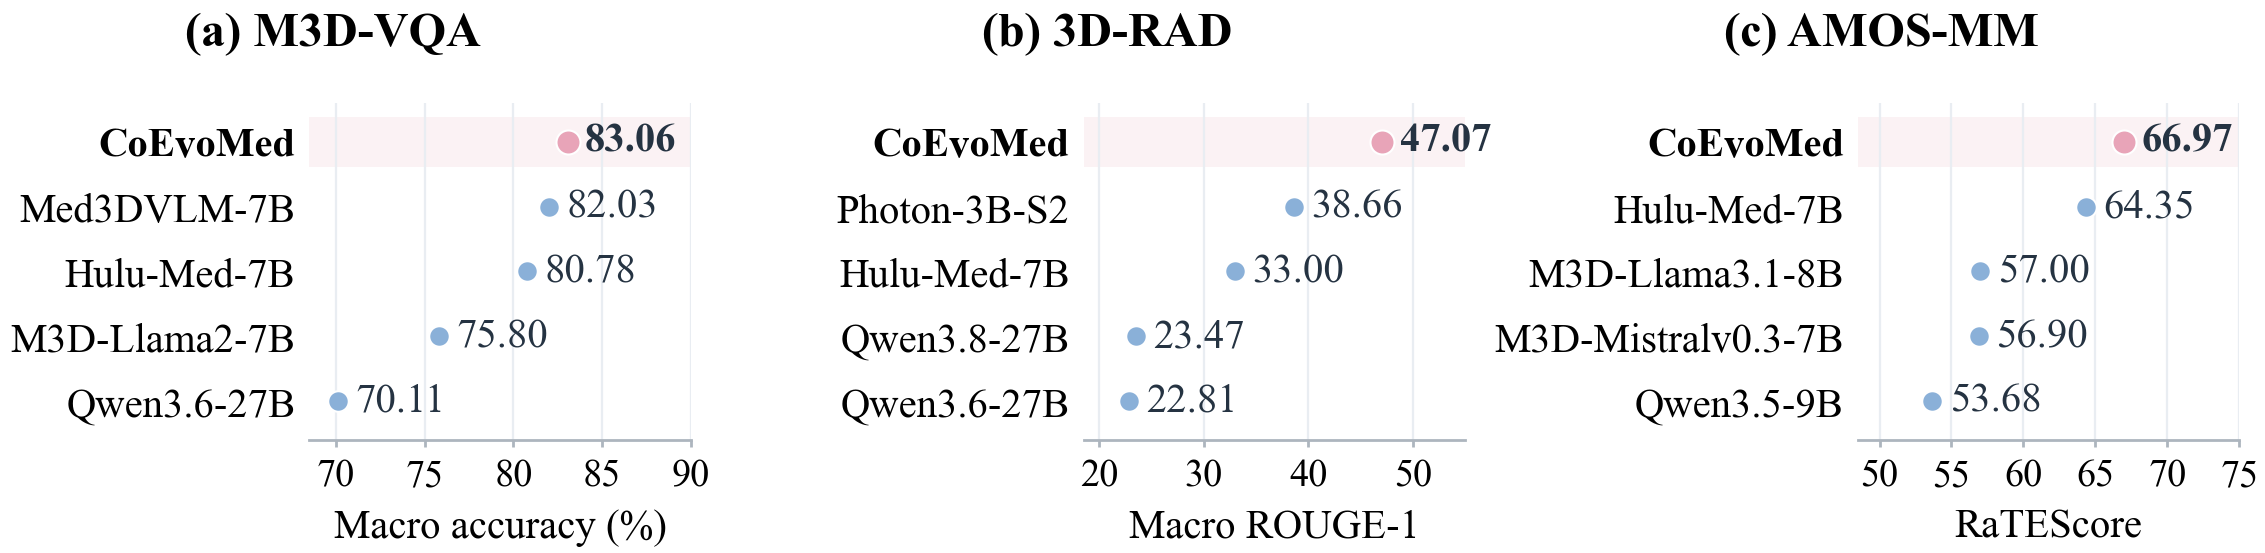 (a) M3D-VQA
CoEvoMed 83.06
Med3DVLM-7B 82.03
Hulu-Med-7B 80.78
M3D-Llama2-7B 75.80
Qwen3.6-27B 70.11
70 75 80 85 90
Macro accuracy (%)
(b) 3D-RAD
CoEvoMed 47.07
Photon-3B-S2 38.66
Hulu-Med-7B 33.00
Qwen3.8-27B 23.47
Qwen3.6-27B 22.81
20 30 40 50
Macro ROUGE-1
(c) AMOS-MM
CoEvoMed 66.97
Hulu-Med-7B 64.35
M3D-Llama3.1-8B 57.00
M3D-Mistralv0.3-7B 56.90
Qwen3.5-9B 53.68
50 55 60 65 70 75
RaTEScore